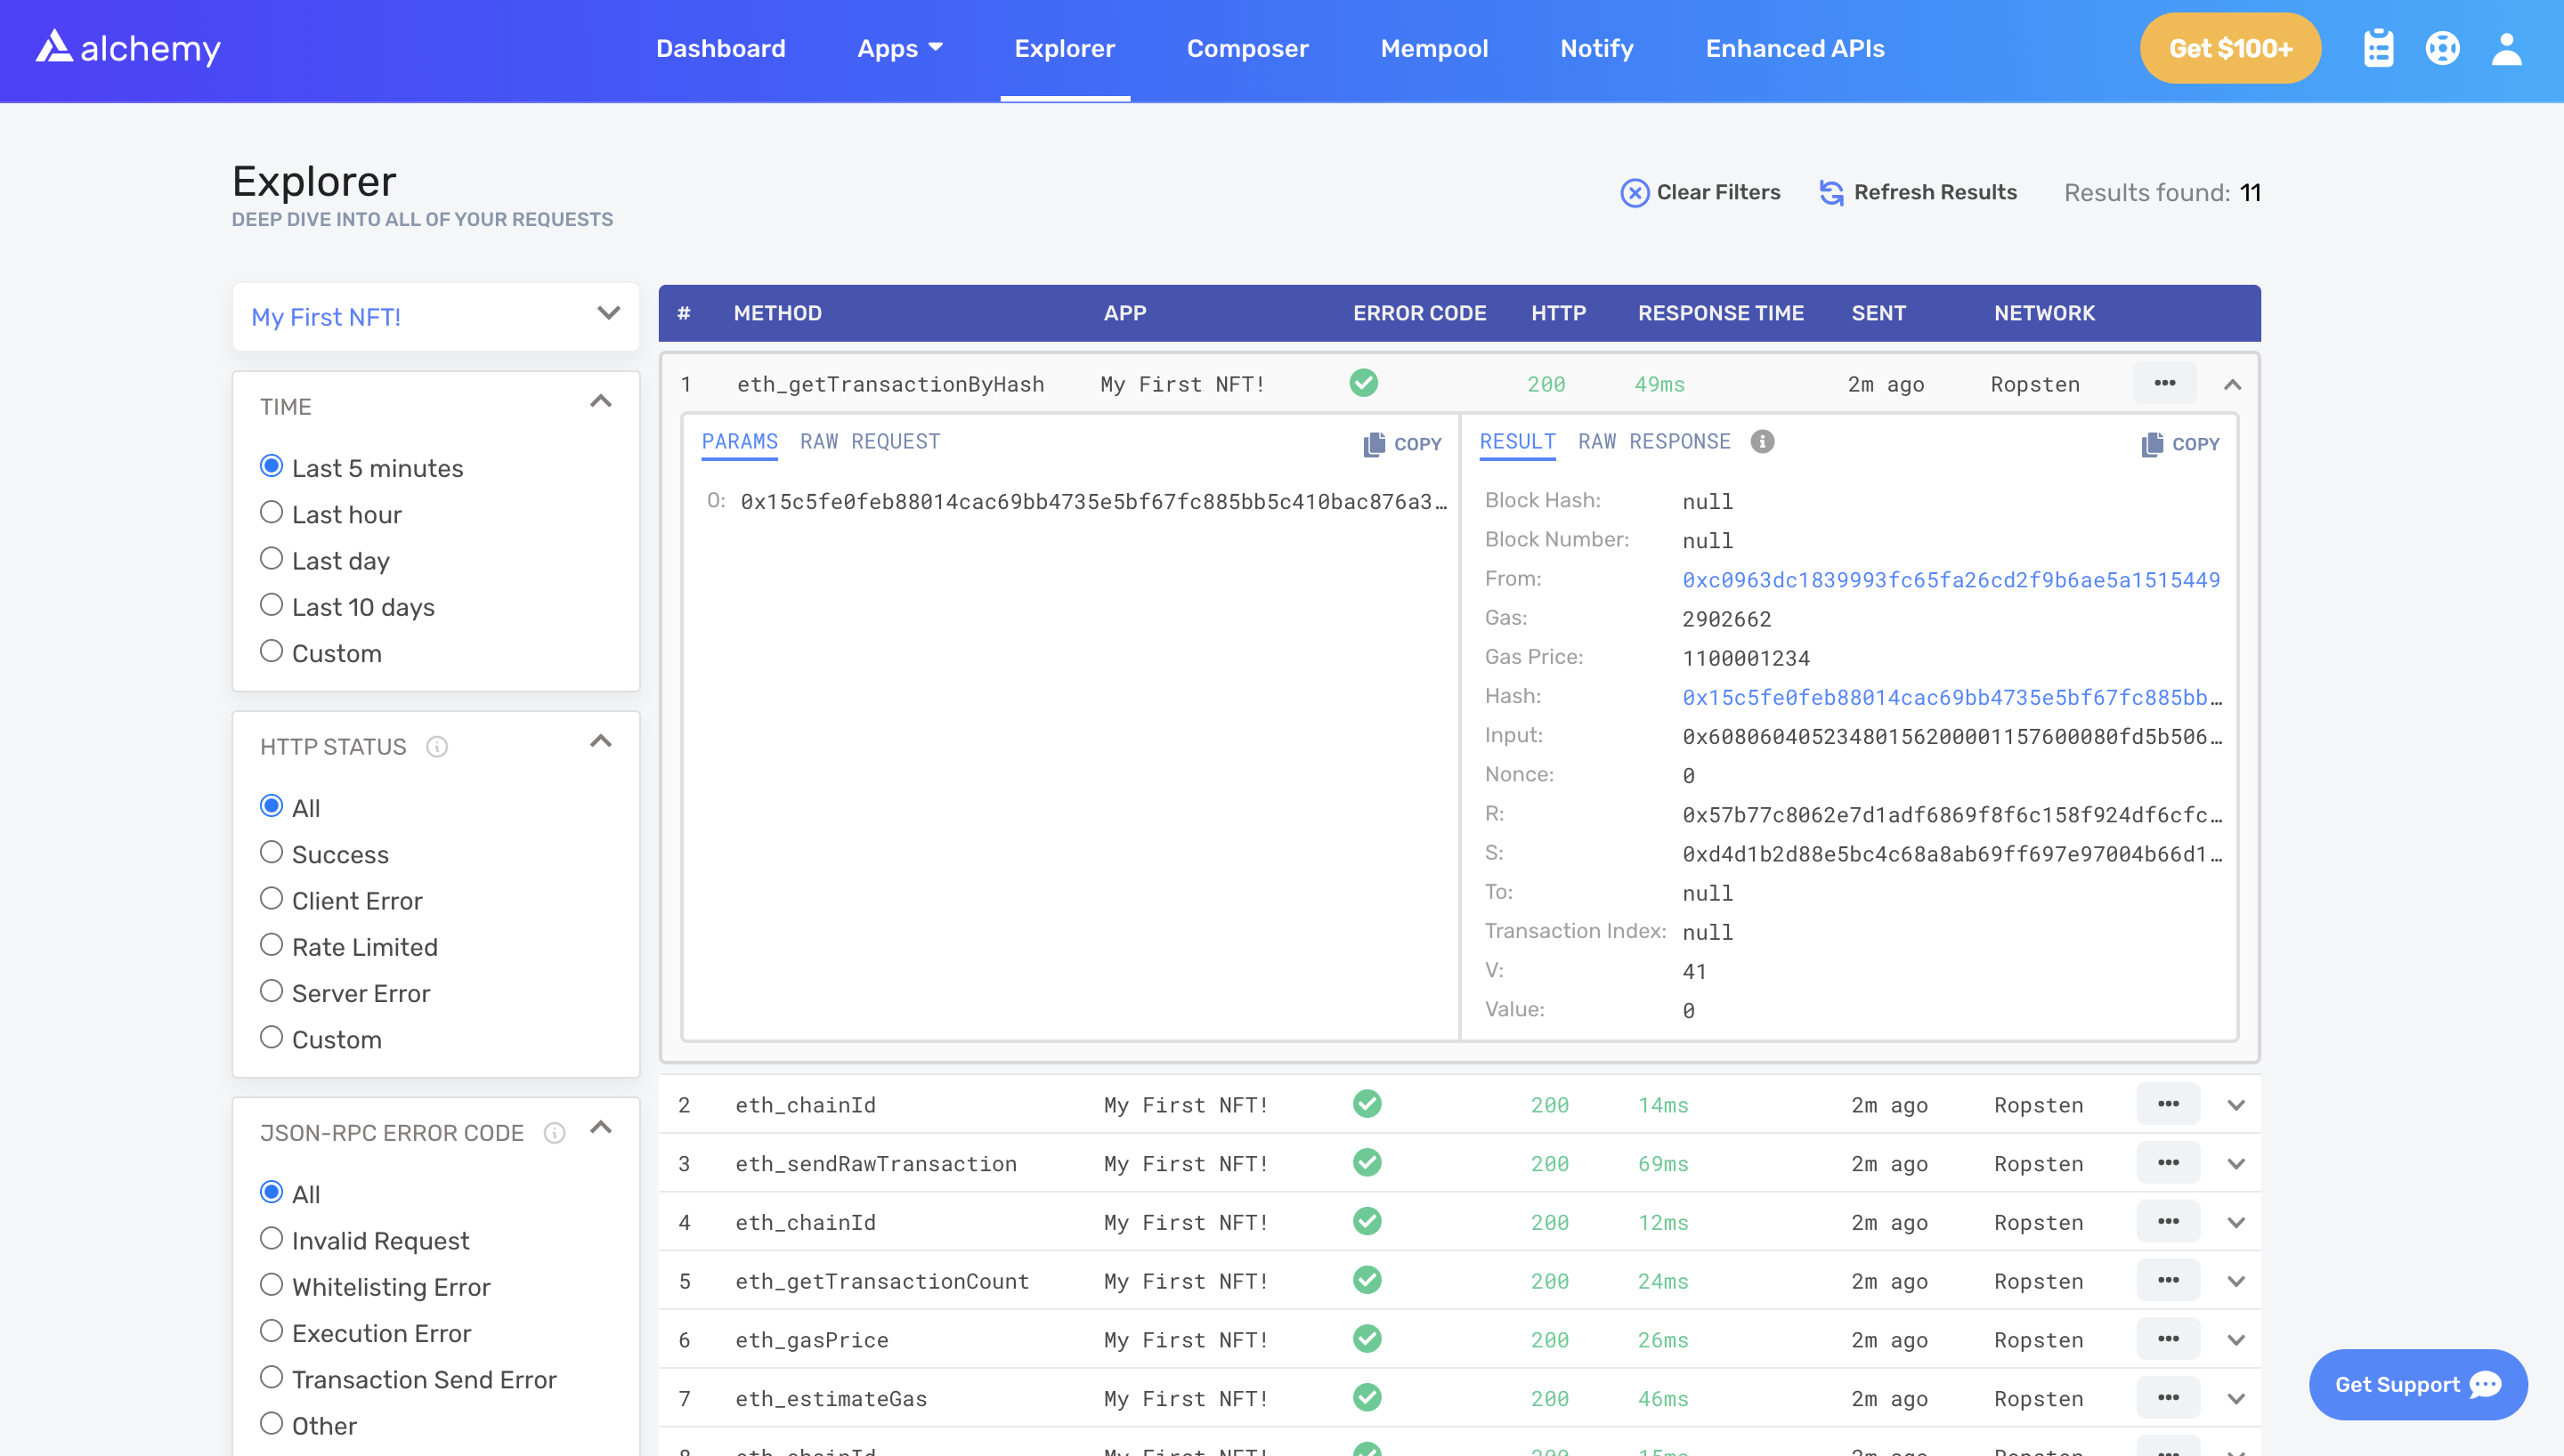 alchemy
Dashboard Apps Explorer Composer Mempool Notify Enhanced APIs Get $100+
Explorer
DEEP DIVE INTO ALL OF YOUR REQUESTS
Clear Filters Refresh Results Results found: 11
My First NFT!
TIME
Last 5 minutes
Last hour
Last day
Last 10 days
Custom
HTTP STATUS
All
Success
Client Error
Rate Limited
Server Error
Custom
JSON-RPC ERROR CODE
All
Invalid Request
Whitelisting Error
Execution Error
Transaction Send Error
Other
# METHOD APP ERROR CODE HTTP RESPONSE TIME SENT NETWORK
1 eth_getTransactionByHash My First NFT! 200 49ms 2m ago Ropsten
PARAMS RAW REQUEST COPY
0: 0x15c5fe0feb88014cac69bb4735e5bf67fc885bb5c410bac876a3…
RESULT RAW RESPONSE COPY
Block Hash: null
Block Number: null
From: 0xc0963dc1839993fc65fa26cd2f9b6ae5a1515449
Gas: 2902662
Gas Price: 1100001234
Hash: 0x15c5fe0feb88014cac69bb4735e5bf67fc885bb…
Input: 0x60806040523480156200001157600080fd5b506…
Nonce: 0
R: 0x57b77c8062e7d1adf6869f8f6c158f924df6cfc…
S: 0xd4d1b2d88e5bc4c68a8ab69ff697e97004b66d1…
To: null
Transaction Index: null
V: 41
Value: 0
2 eth_chainId My First NFT! 200 14ms 2m ago Ropsten
3 eth_sendRawTransaction My First NFT! 200 69ms 2m ago Ropsten
4 eth_chainId My First NFT! 200 12ms 2m ago Ropsten
5 eth_getTransactionCount My First NFT! 200 24ms 2m ago Ropsten
6 eth_gasPrice My First NFT! 200 26ms 2m ago Ropsten
7 eth_estimateGas My First NFT! 200 46ms 2m ago Ropsten
Get Support